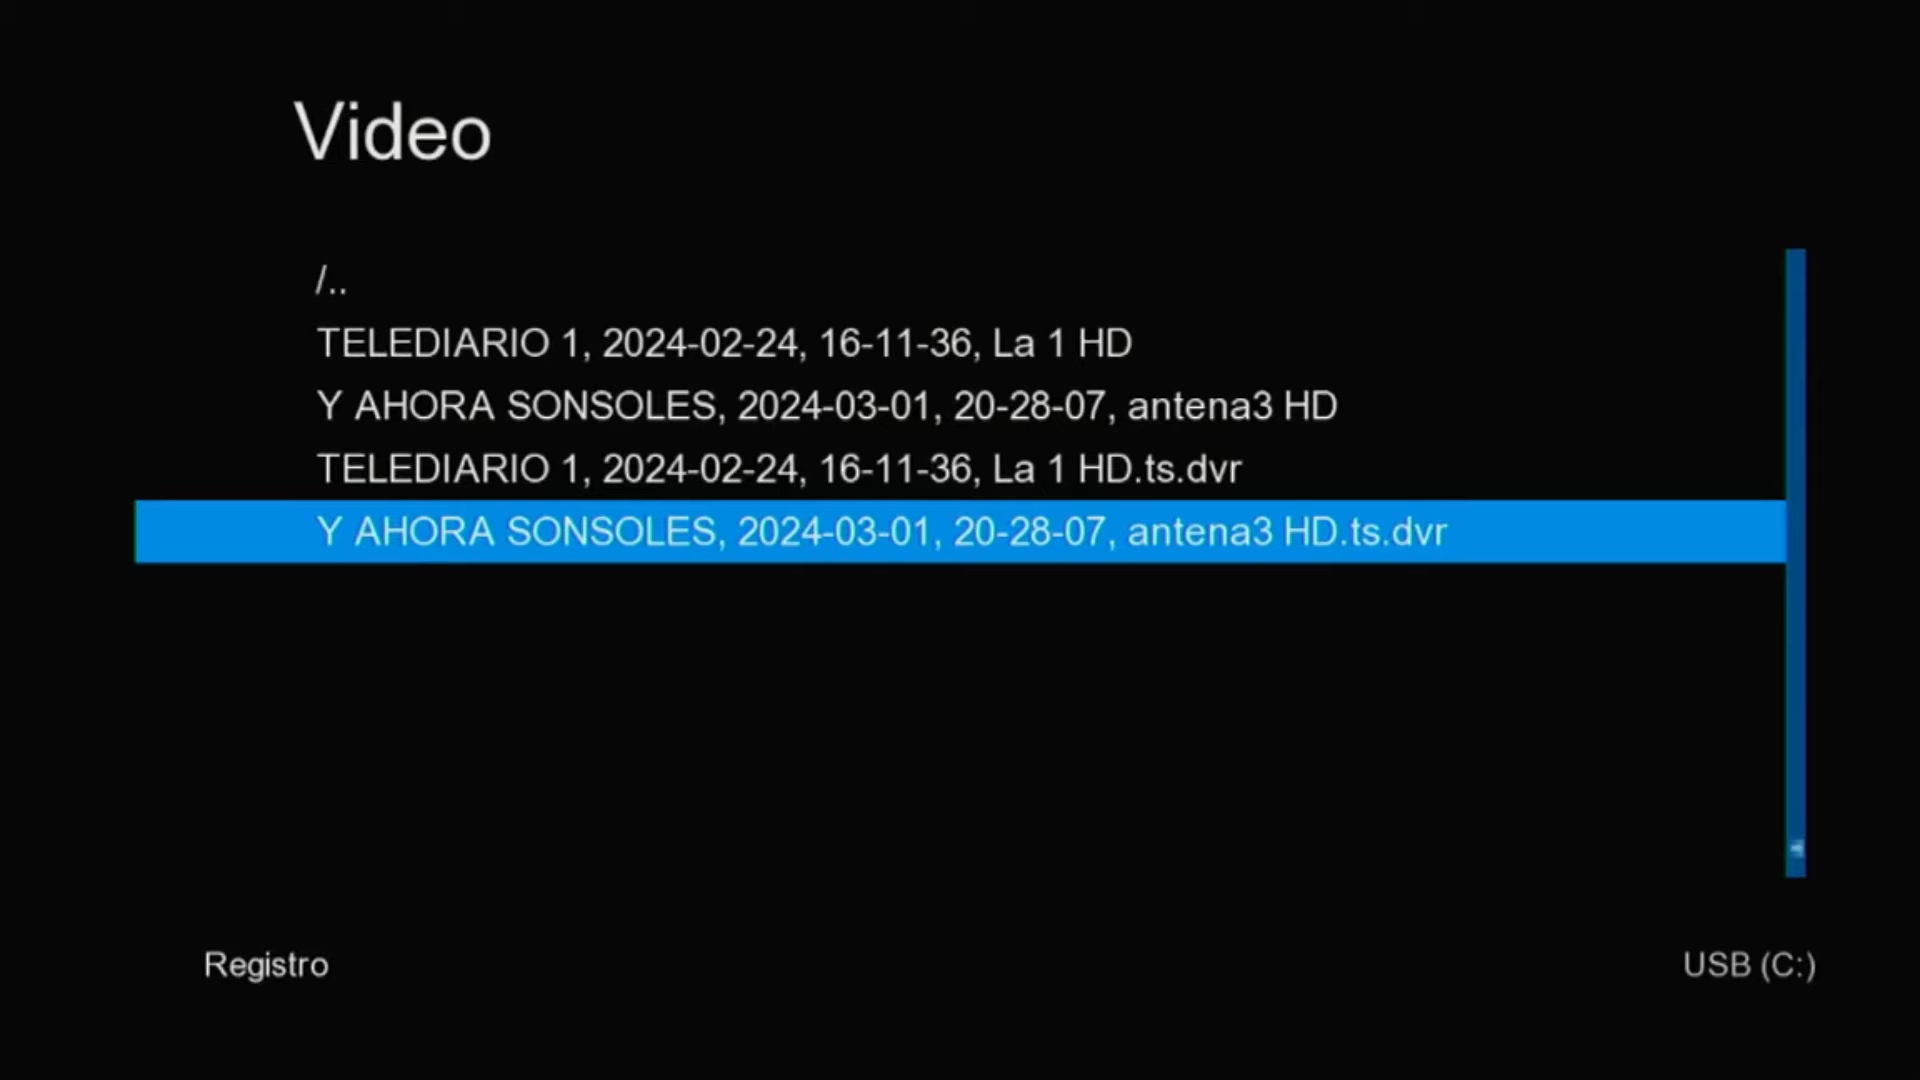 Video
/..
TELEDIARIO 1, 2024-02-24, 16-11-36, La 1 HD
Y AHORA SONSOLES, 2024-03-01, 20-28-07, antena3 HD
TELEDIARIO 1, 2024-02-24, 16-11-36, La 1 HD.ts.dvr
Y AHORA SONSOLES, 2024-03-01, 20-28-07, antena3 HD.ts.dvr
Registro
USB (C:)